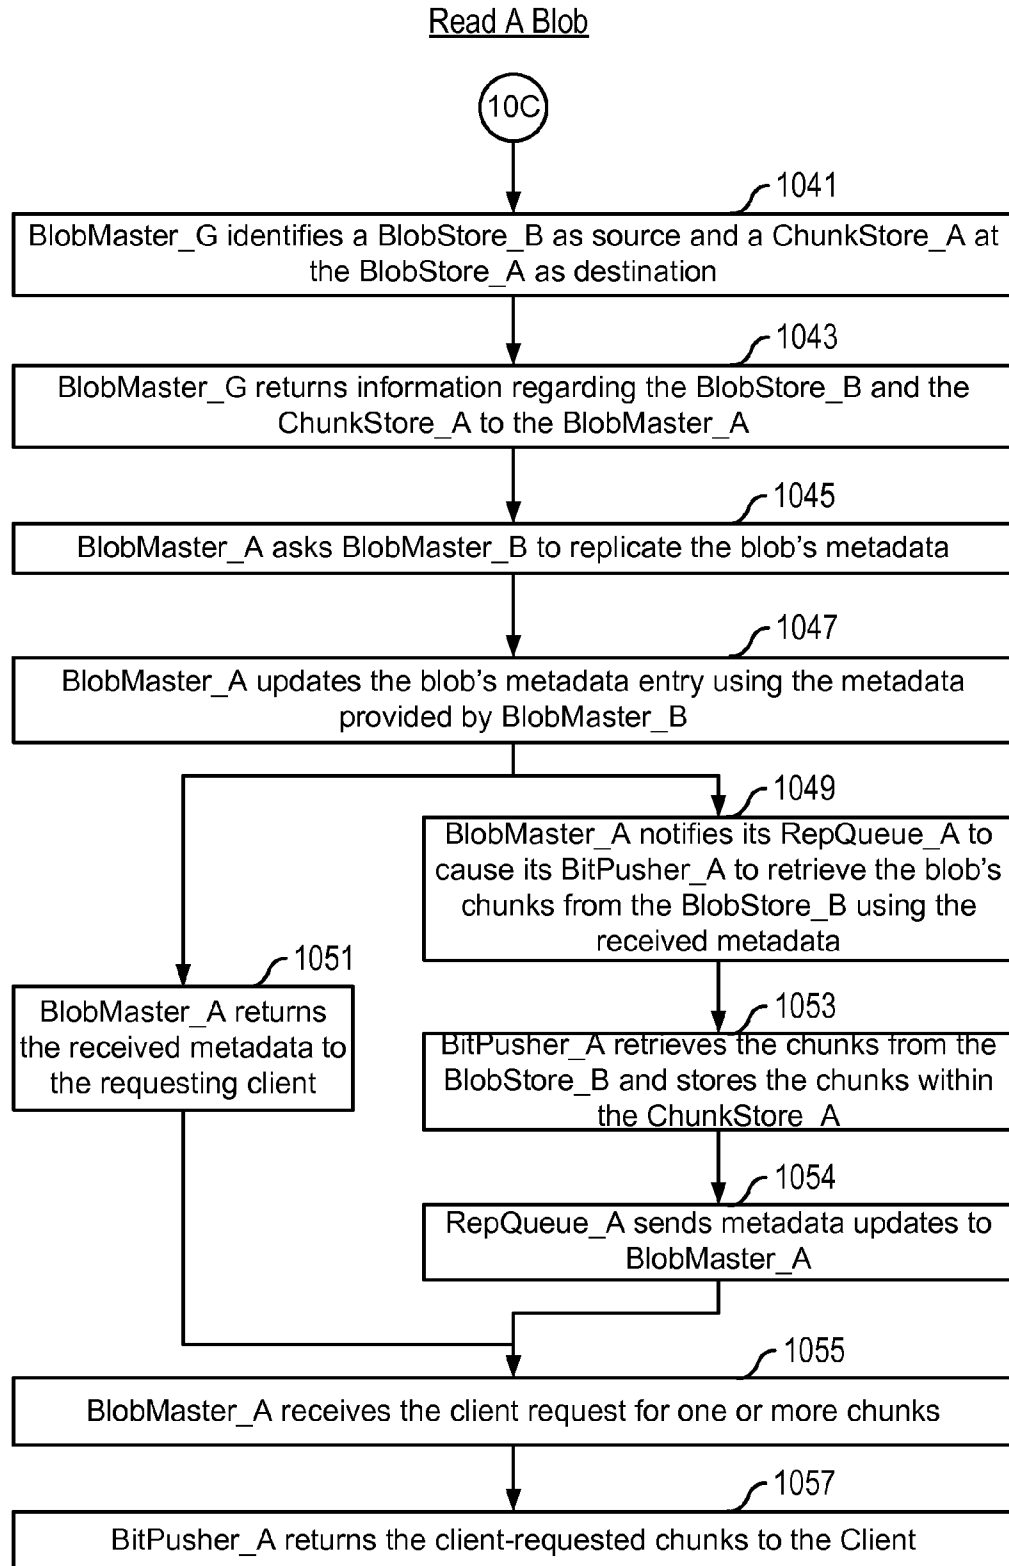 Read A Blob
10C
1041
BlobMaster_G identifies a BlobStore_B as source and a ChunkStore_A at
the BlobStore_A as destination
1043
BlobMaster_G returns information regarding the BlobStore_B and the
ChunkStore_A to the BlobMaster_A
1045
BlobMaster_A asks BlobMaster_B to replicate the blob's metadata
1047
BlobMaster_A updates the blob's metadata entry using the metadata
provided by BlobMaster_B
1049
BlobMaster_A notifies its RepQueue_A to
cause its BitPusher_A to retrieve the blob's
chunks from the BlobStore_B using the
received metadata
1051
BlobMaster_A returns
the received metadata to
the requesting client
1053
BitPusher_A retrieves the chunks from the
BlobStore_B and stores the chunks within
the ChunkStore_A
1054
RepQueue_A sends metadata updates to
BlobMaster_A
1055
BlobMaster_A receives the client request for one or more chunks
1057
BitPusher_A returns the client-requested chunks to the Client